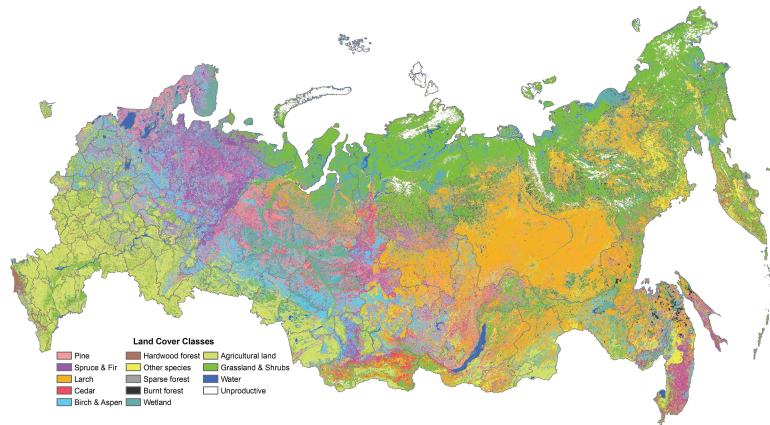 Land Cover Classes
Pine
Hardwood forest
Agricultural land
Spruce & Fir
Other species
Grassland & Shrubs
Larch
Sparse forest
Water
Cedar
Burnt forest
Unproductive
Birch & Aspen
Wetland